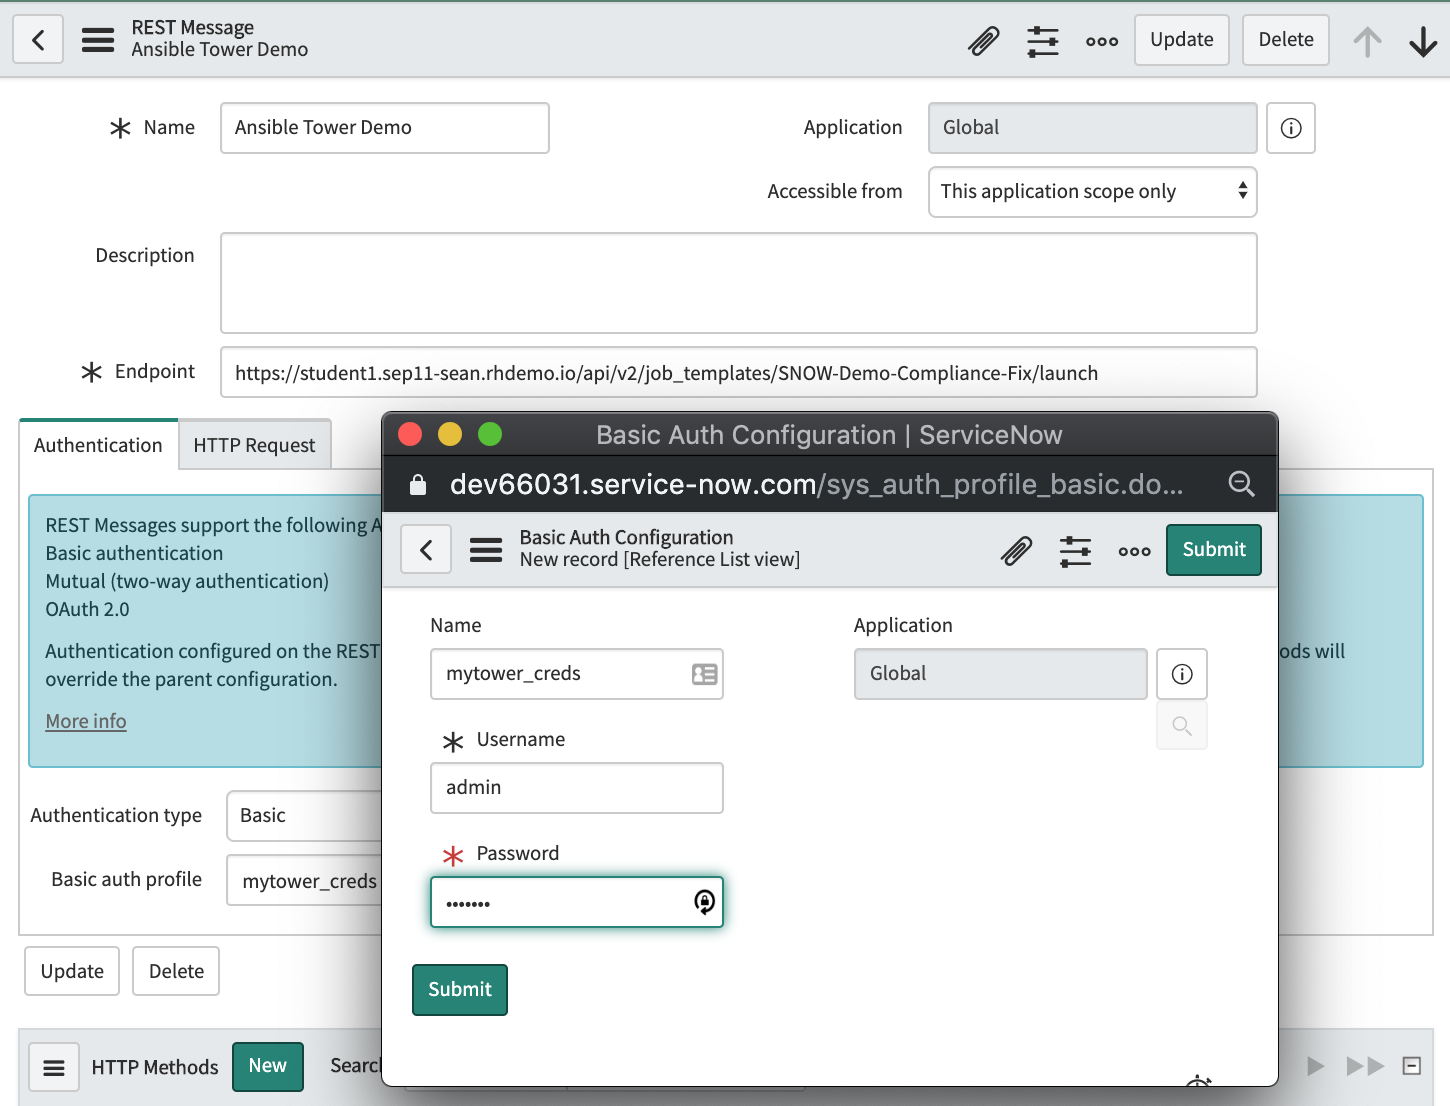 REST Message
Ansible Tower Demo
Update
Delete
Name
Ansible Tower Demo
Application
Global
Accessible from
This application scope only
Description
Endpoint
https://student1.sep11-sean.rhdemo.io/api/v2/job_templates/SNOW-Demo-Compliance-Fix/launch
Authentication
HTTP Request
REST Messages support the following A
Basic authentication
Mutual (two-way authentication)
OAuth 2.0
Authentication configured on the REST
ods will
override the parent configuration.
More info
Authentication type
Basic
Basic auth profile
mytower_creds
Update
Delete
HTTP Methods
New
Search
Basic Auth Configuration | ServiceNow
dev66031.service-now.com/sys_auth_profile_basic.do...
Basic Auth Configuration
New record [Reference List view]
Submit
Name
mytower_creds
Application
Global
Username
admin
Password
•••••••
Submit